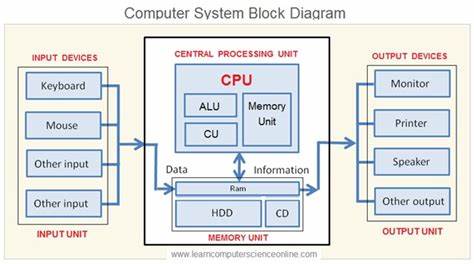 Computer System Block Diagram
INPUT DEVICES
Keyboard
Mouse
Other input
Other input
INPUT UNIT
CENTRAL PROCESSING UNIT
CPU
ALU
CU
Memory
Unit
Data
Information
Ram
HDD
CD
MEMORY UNIT
OUTPUT DEVICES
Monitor
Printer
Speaker
Other output
OUTPUT UNIT
www.learncomputerscienceonline.com